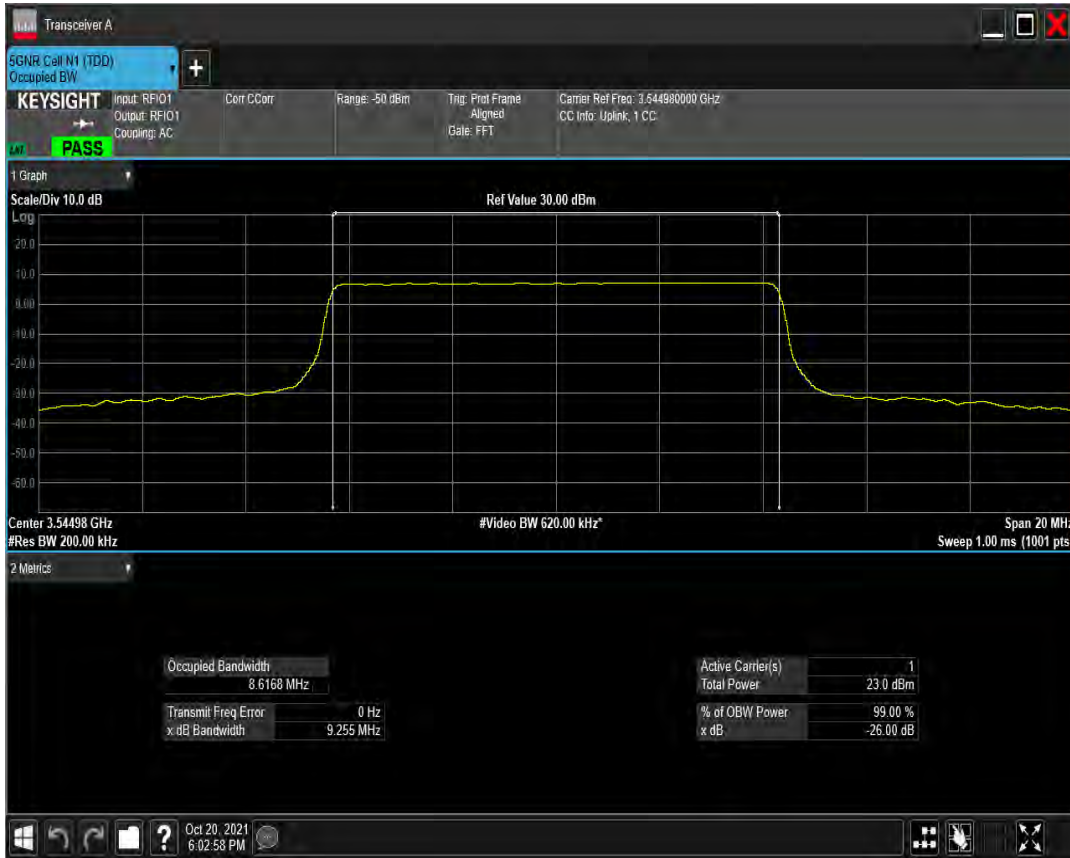 Transceiver A
5GNR Cell N1 (TDD)
Occupied BW
+
KEYSIGHT
Input: RFIO1
Output: RFIO1
Coupling: AC
Corr CCorr
Range: -50 dBm
Trig: Prot Frame
Aligned
Gate: FFT
Carrier Ref Freq: 3.544980000 GHz
CC Info: Uplink, 1 CC
PASS
1 Graph
Scale/Div 10.0 dB
Ref Value 30.00 dBm
Log
20.0
10.0
0.00
-10.0
-20.0
-30.0
-40.0
-50.0
-60.0
Center 3.54498 GHz
#Video BW 620.00 kHz*
Span 20 MHz
#Res BW 200.00 kHz
Sweep 1.00 ms (1001 pts
2 Metrics
Occupied Bandwidth
8.6168 MHz
Transmit Freq Error 0 Hz
x dB Bandwidth 9.255 MHz
Active Carrier(s) 1
Total Power 23.0 dBm
% of OBW Power 99.00 %
x dB -26.00 dB
?
Oct 20, 2021
6:02:58 PM